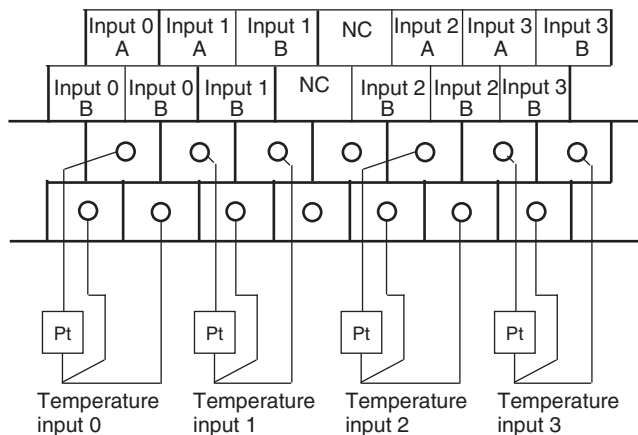 Input 0 Input 1 Input 1 NC Input 2 Input 3 Input 3
A A B A A B
Input 0 Input 0 Input 1 NC Input 2 Input 2 Input 3
B B B B B B
Pt Pt Pt Pt
Temperature Temperature Temperature Temperature
input 0 input 1 input 2 input 3